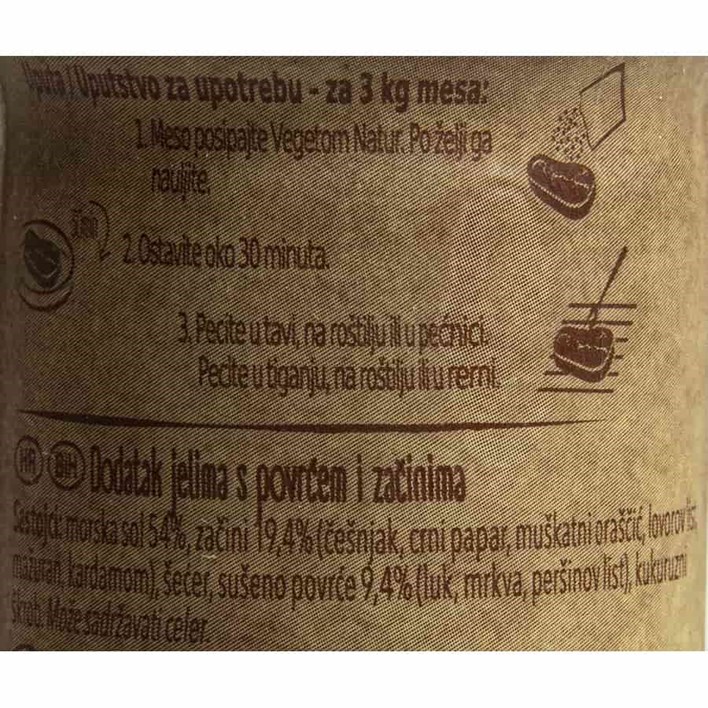 Uputa | Uputstvo za upotrebu - za 3 kg mesa:
1. Meso pospajte Vegetom Natur. Po želji ga
nauljite.
30 min
2. Ostavite oko 30 minuta.
3. Pecite u tavi, na roštilju ili u pećnici.
Pecite u tiganju, na roštilju ili u rerni.
HR BIH Dodatak jelima s povrćem i začinima
Sastojci: morska sol 54%, začini 19,4% (češnjak, crni papar, muškatni oraščić, lovorov list,
mažuran, kardamom), šećer, sušeno povrće 9,4% (luk, mrkva, peršinov list), kukuruzni
škrob. Može sadržavati celer.